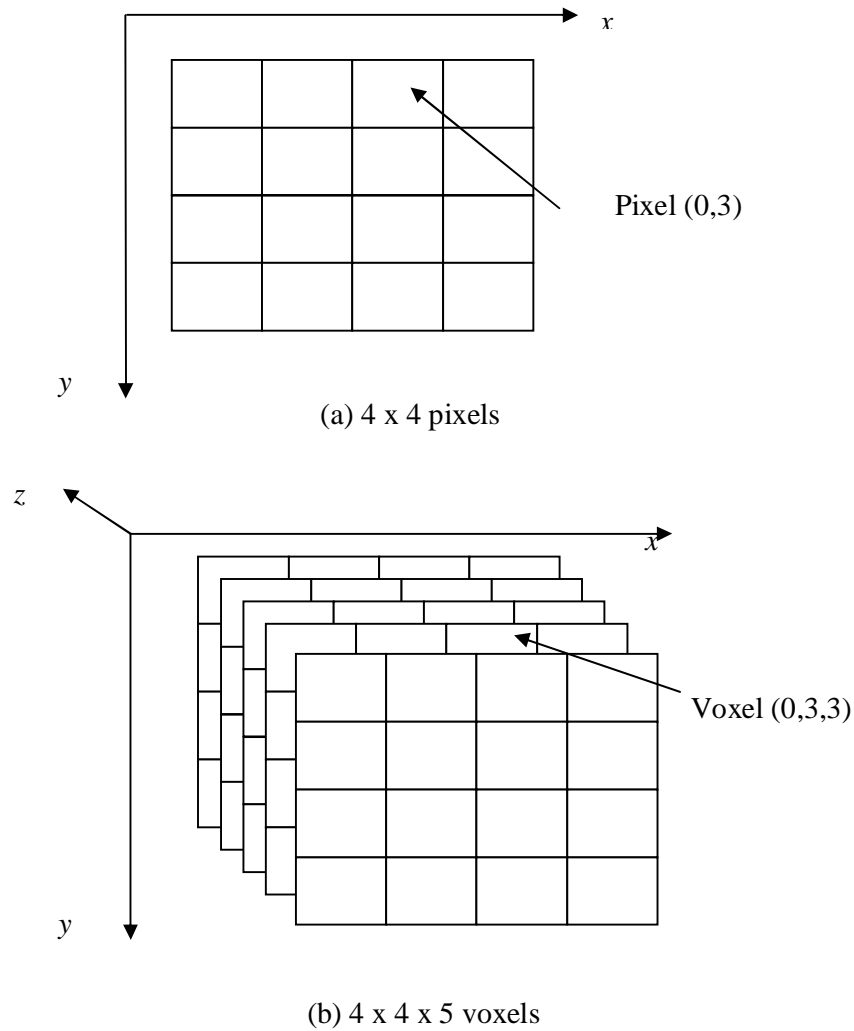 x
Pixel (0,3)
y
(a) 4 x 4 pixels
z
x
Voxel (0,3,3)
y
(b) 4 x 4 x 5 voxels